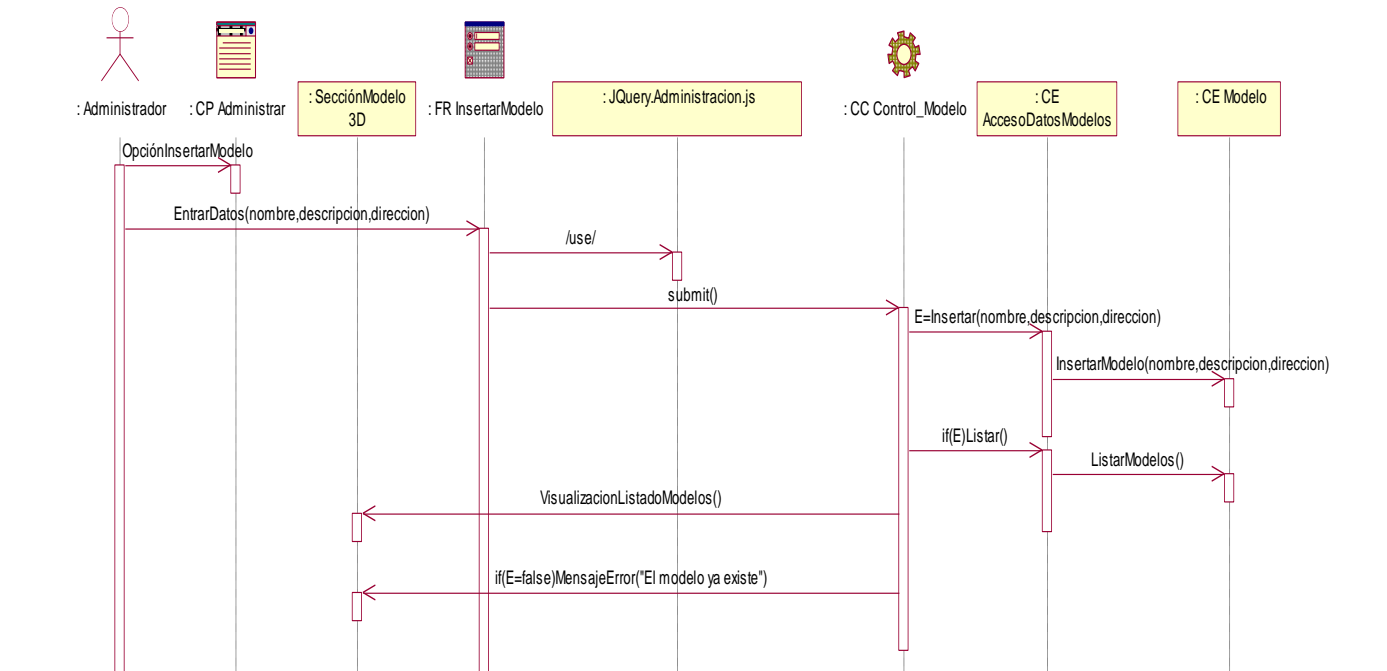 : Administrador
: CP Administrar
: SecciónModelo
3D
: FR InsertarModelo
: JQuery.Administracion.js
: CC Control_Modelo
: CE
AccesoDatosModelos
: CE Modelo
OpciónInsertarModelo
EntrarDatos(nombre,descripcion,direccion)
/use/
submit()
E=Insertar(nombre,descripcion,direccion)
InsertarModelo(nombre,descripcion,direccion)
if(E)Listar()
ListarModelos()
VisualizacionListadoModelos()
if(E=false)MensajeError("El modelo ya existe")